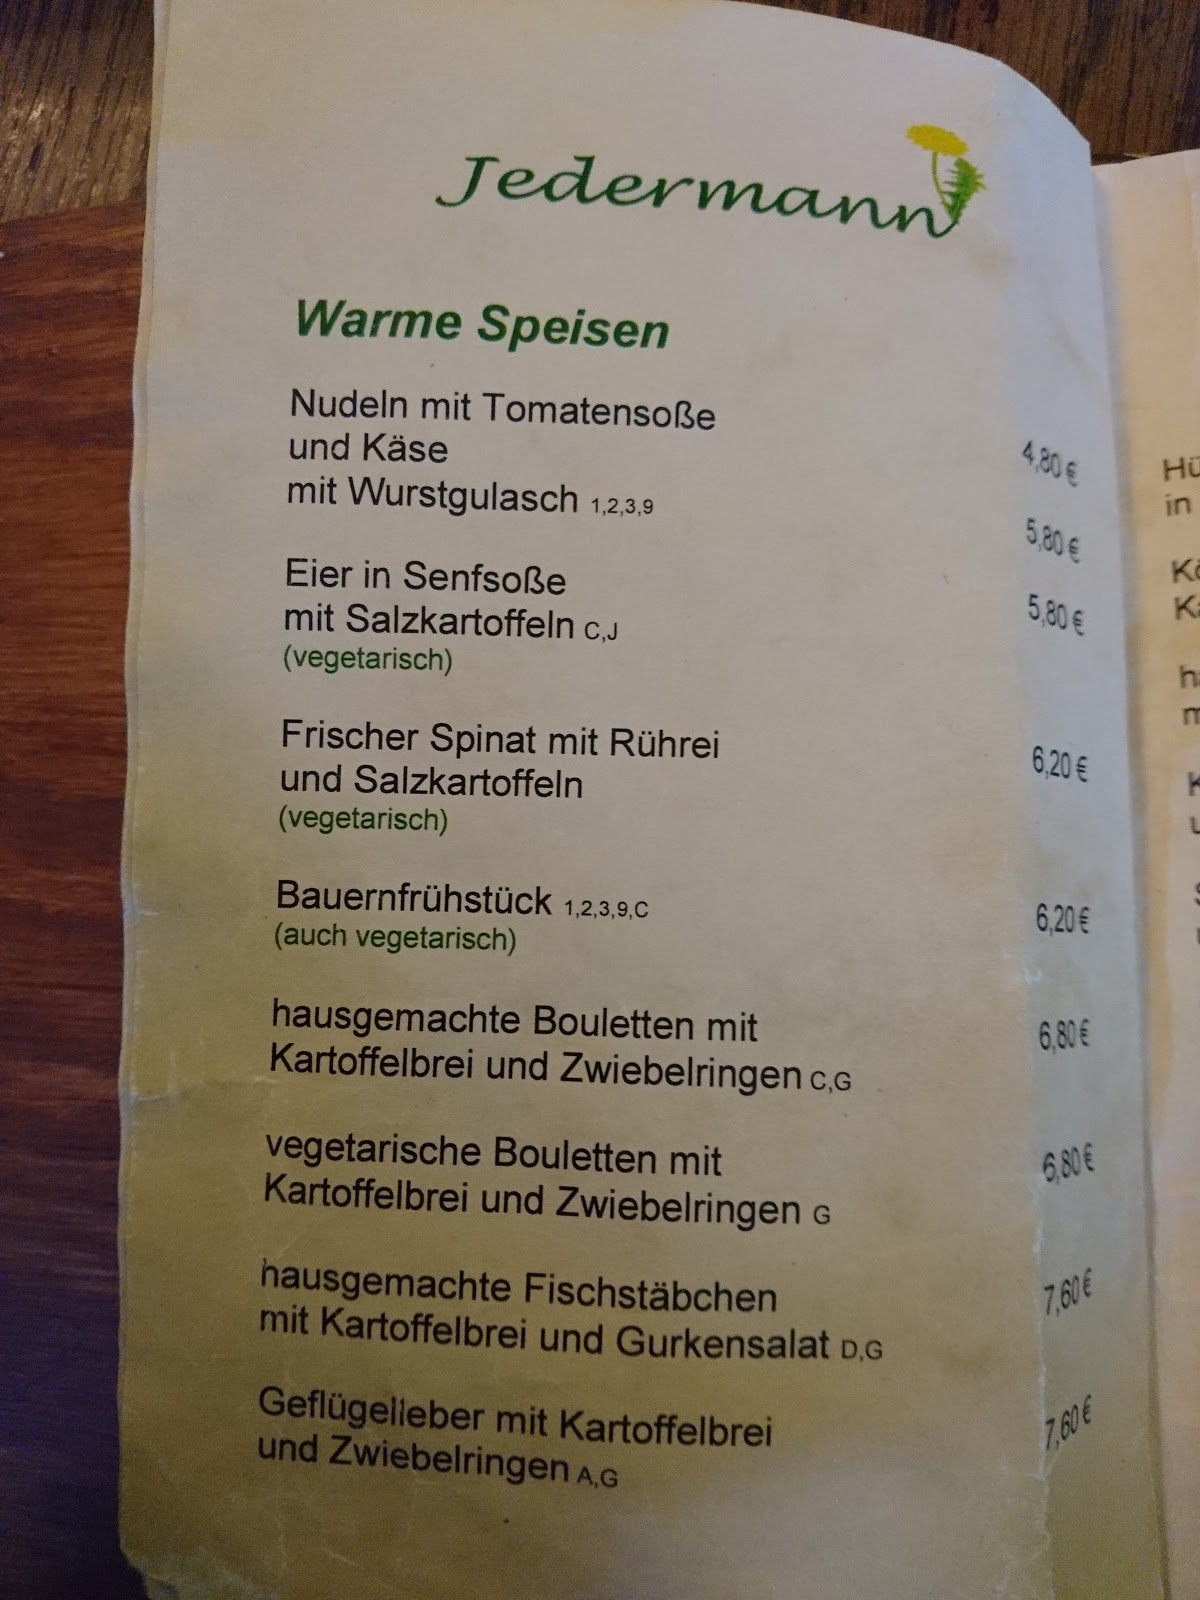 Jedermann
Warme Speisen
Nudeln mit Tomatensoße
und Käse 4,80 €
mit Wurstgulasch 1,2,3,9 5,80 €
Eier in Senfsoße
mit Salzkartoffeln C,J 5,80 €
(vegetarisch)
Frischer Spinat mit Rührei
und Salzkartoffeln 6,20 €
(vegetarisch)
Bauernfrühstück 1,2,3,9,C 6,20 €
(auch vegetarisch)
hausgemachte Bouletten mit
Kartoffelbrei und Zwiebelringen C,G 6,80 €
vegetarische Bouletten mit
Kartoffelbrei und Zwiebelringen G 6,80 €
hausgemachte Fischstäbchen
mit Kartoffelbrei und Gurkensalat D,G 7,60 €
Geflügelleber mit Kartoffelbrei
und Zwiebelringen A,G 7,60 €
in